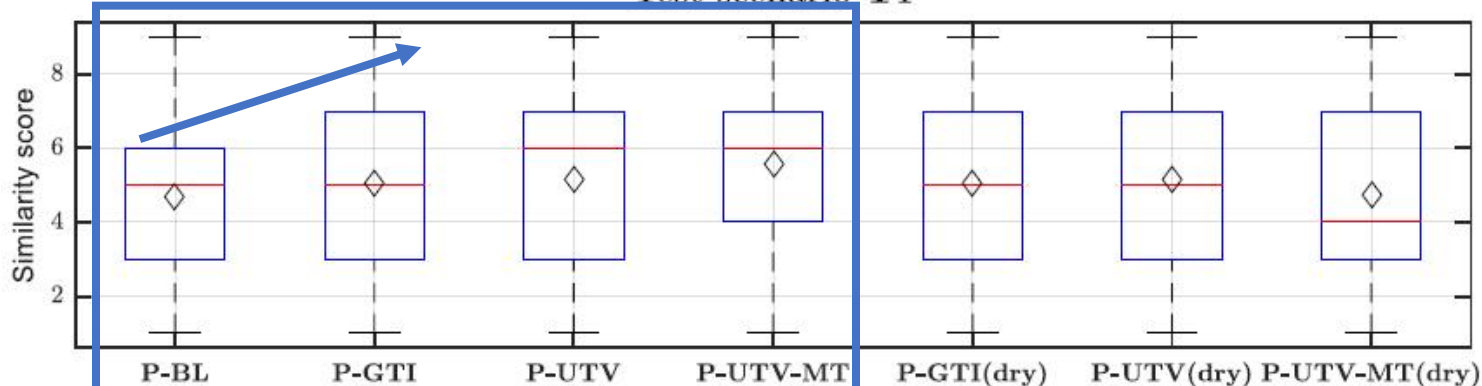 8
6
4
2
Similarity score
P-BL P-GTI P-UTV P-UTV-MT P-GTI(dry) P-UTV(dry) P-UTV-MT(dry)